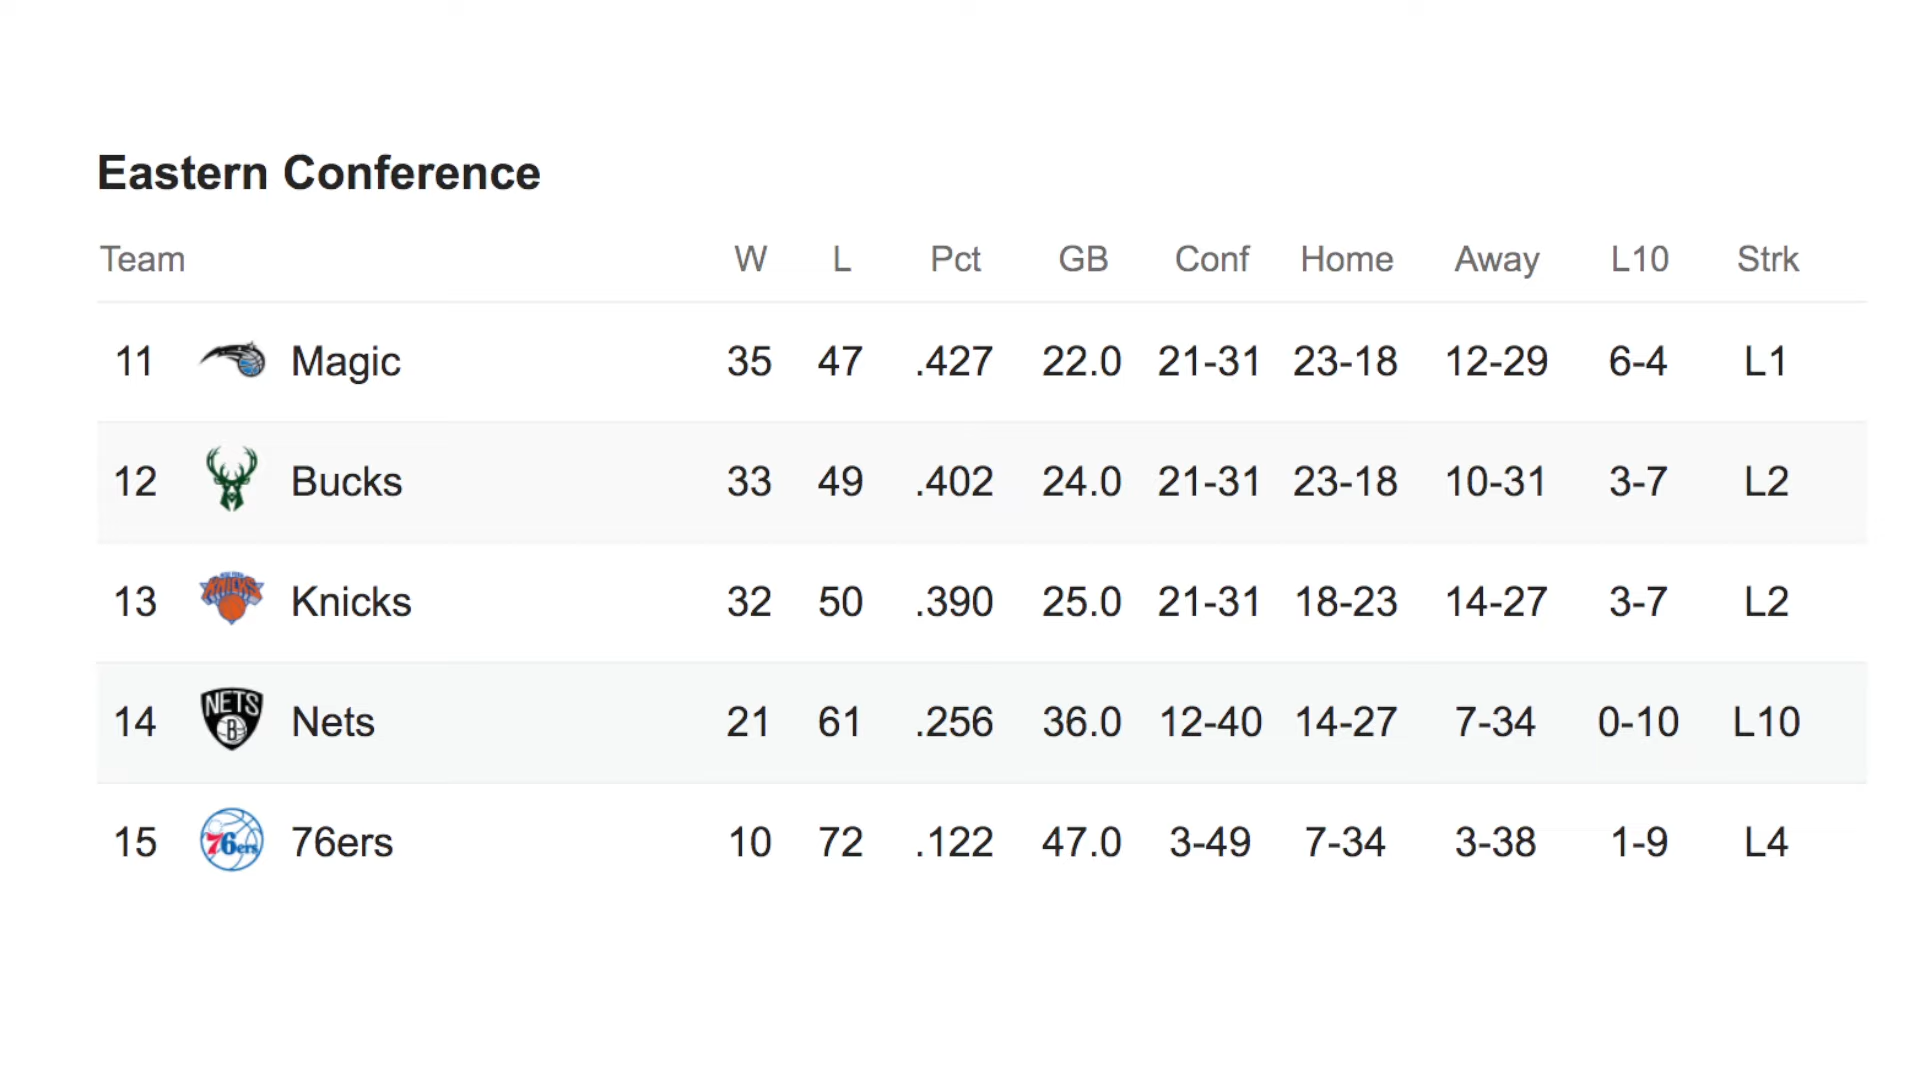 Eastern Conference
Team W L Pct GB Conf Home Away L10 Strk
11 Magic 35 47 .427 22.0 21-31 23-18 12-29 6-4 L1
12 Bucks 33 49 .402 24.0 21-31 23-18 10-31 3-7 L2
13 KNICKS Knicks 32 50 .390 25.0 21-31 18-23 14-27 3-7 L2
14 NETS B Nets 21 61 .256 36.0 12-40 14-27 7-34 0-10 L10
15 76ers 76ers 10 72 .122 47.0 3-49 7-34 3-38 1-9 L4